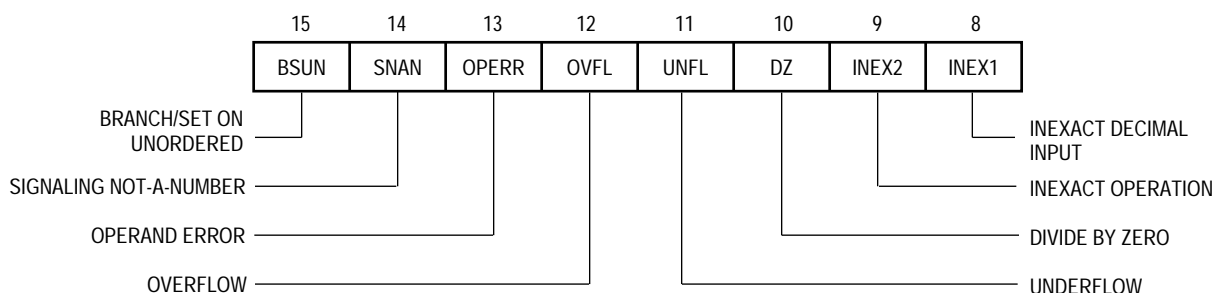 15 14 13 12 11 10 9 8
BSUN SNAN OPERR OVFL UNFL DZ INEX2 INEX1
BRANCH/SET ON
UNORDERED
INEXACT DECIMAL
INPUT
SIGNALING NOT-A-NUMBER
INEXACT OPERATION
OPERAND ERROR
DIVIDE BY ZERO
OVERFLOW
UNDERFLOW